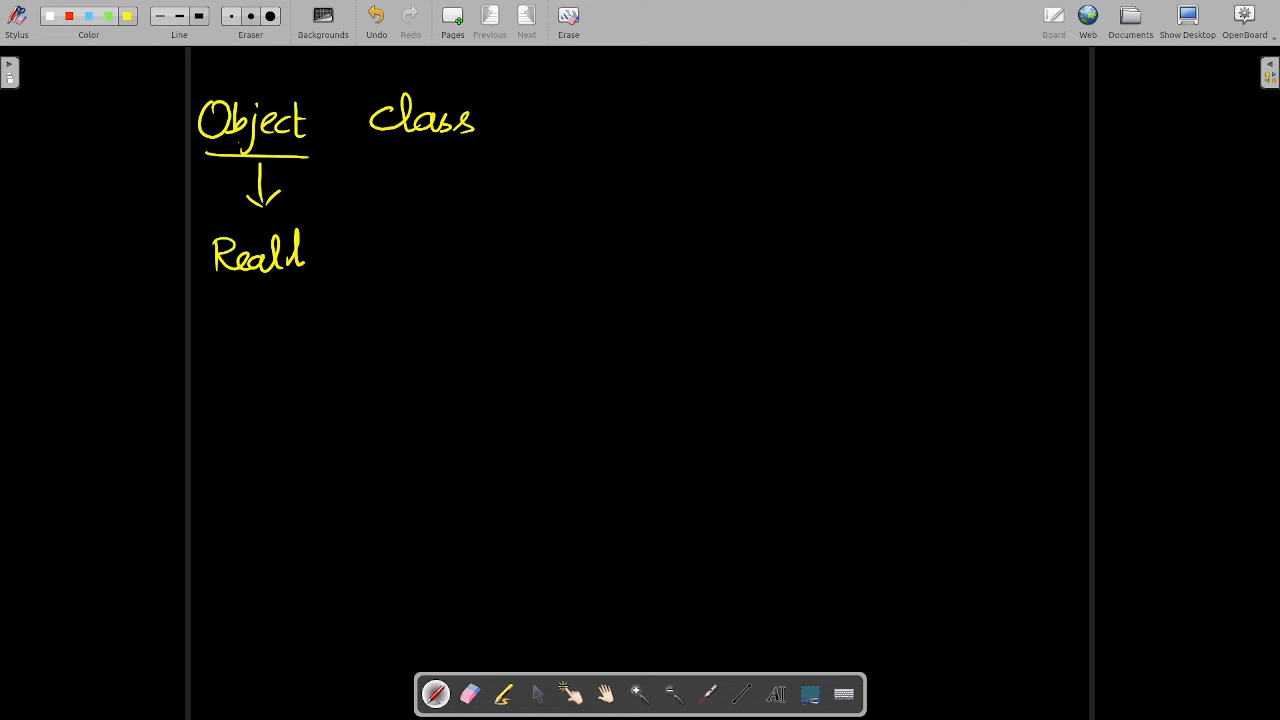 Stylus Color Line Eraser Backgrounds Undo Redo Pages Previous Next Erase Board Web Documents Show Desktop OpenBoard
Object class
AI